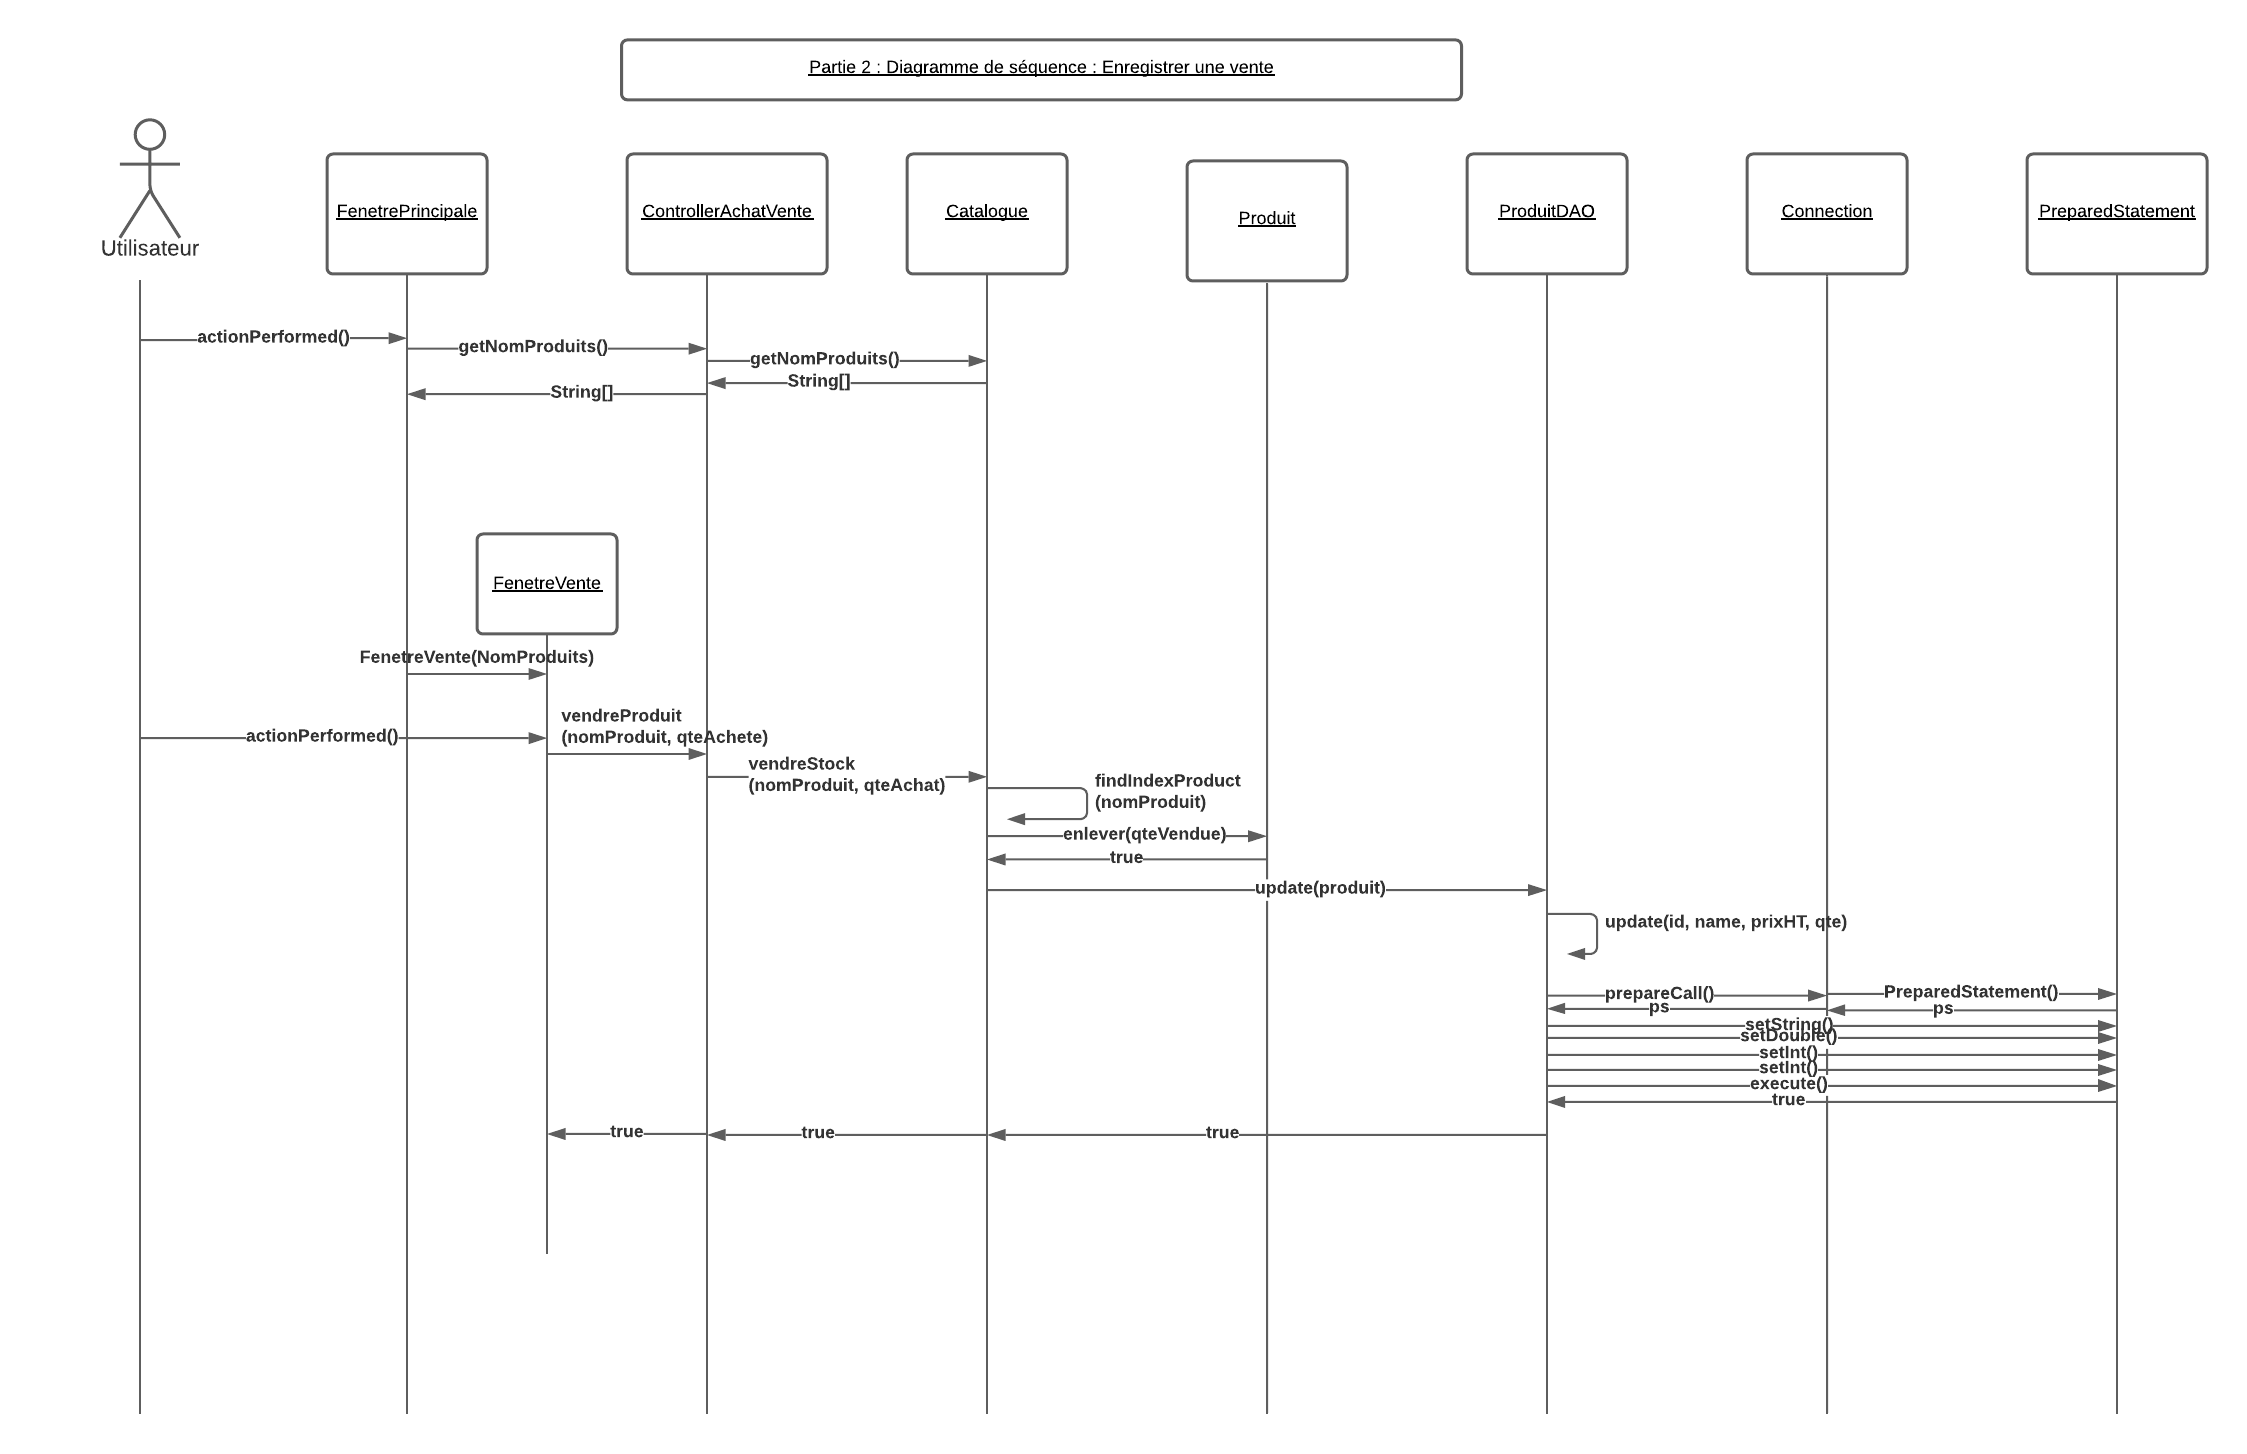 Partie 2 : Diagramme de séquence : Enregistrer une vente
Utilisateur
FenetrePrincipale
ControllerAchatVente
Catalogue
Produit
ProduitDAO
Connection
PreparedStatement
actionPerformed()
getNomProduits()
getNomProduits()
String[]
String[]
FenetreVente
FenetreVente(NomProduits)
actionPerformed()
vendreProduit
(nomProduit, qteAchete)
vendreStock
(nomProduit, qteAchat)
findIndexProduct
(nomProduit)
enlever(qteVendue)
true
update(produit)
update(id, name, prixHT, qte)
prepareCall()
PreparedStatement()
ps
ps
setString()
setDouble()
setInt()
setInt()
execute()
true
true
true
true